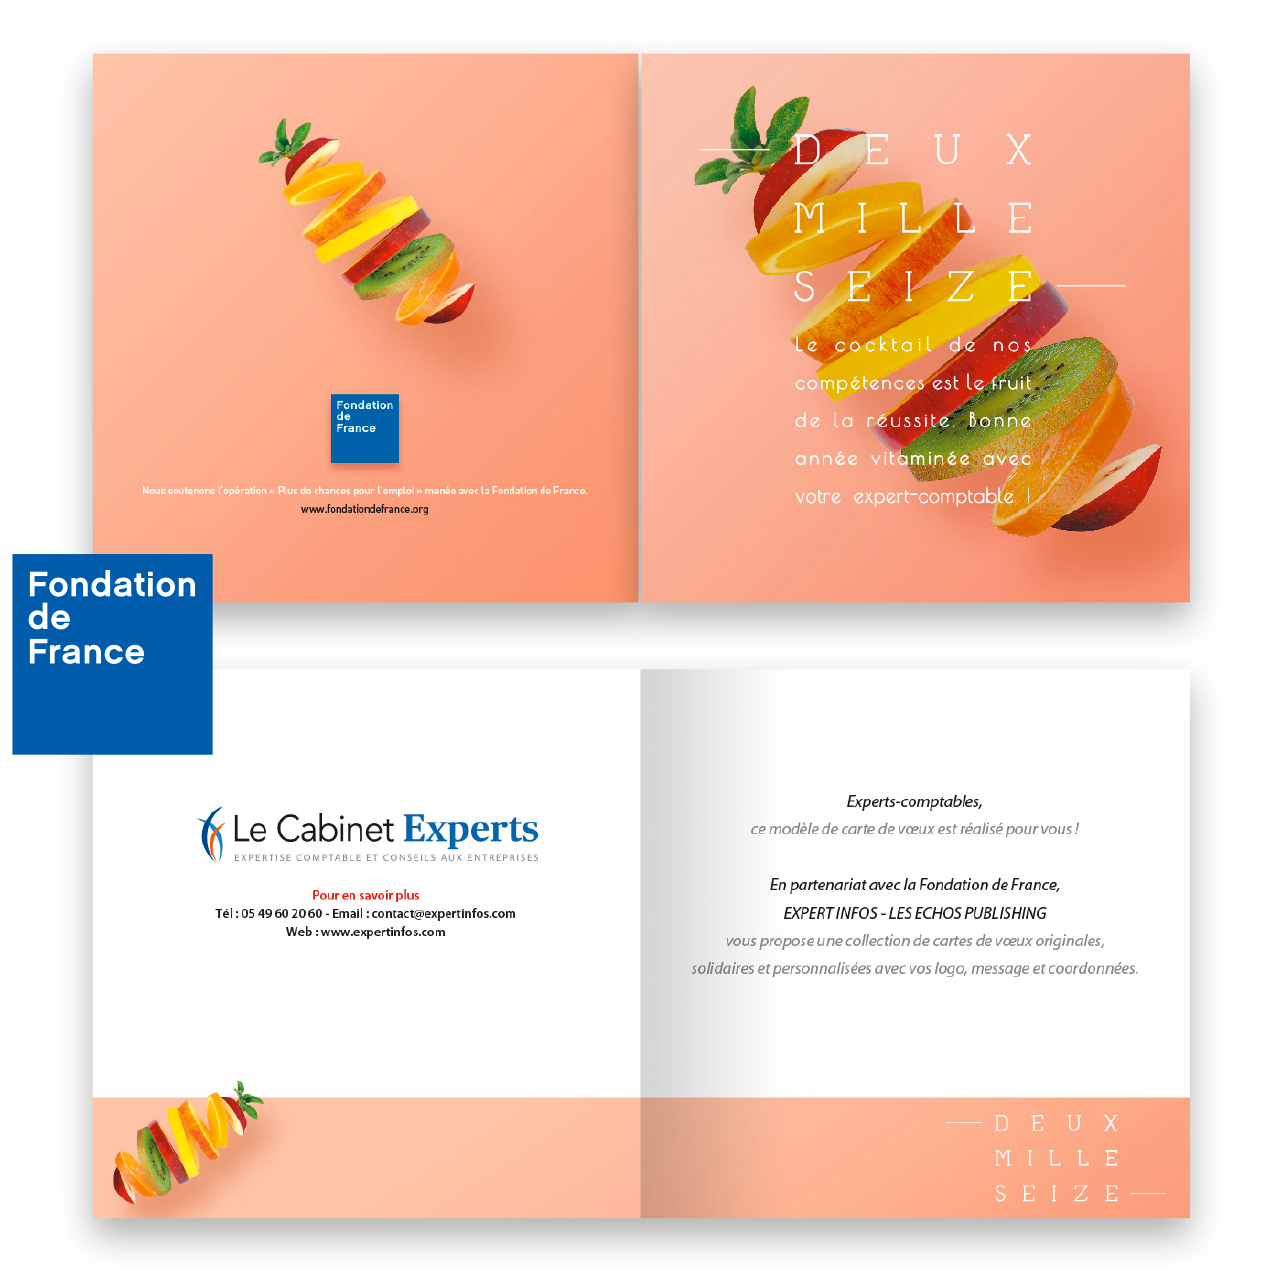 Fondation
de
France
Nous soutenons l'opération « Plus de chances pour l'emploi » menée avec la Fondation de France.
www.fondationdefrance.org
DEUX
MILLE
SEIZE
Le cocktail de nos
compétences est le fruit
de la réussite. Bonne
année vitaminée avec
votre expert-comptable !
Fondation
de
France
Le Cabinet Experts
EXPERTISE COMPTABLE ET CONSEILS AUX ENTREPRISES
Pour en savoir plus
Tél : 05 49 60 20 60 - Email : contact@expertinfos.com
Web : www.expertinfos.com
Experts-comptables,
ce modèle de carte de vœux est réalisé pour vous !
En partenariat avec la Fondation de France,
EXPERT INFOS - LES ECHOS PUBLISHING
vous propose une collection de cartes de vœux originales,
solidaires et personnalisées avec vos logo, message et coordonnées.
DEUX
MILLE
SEIZE